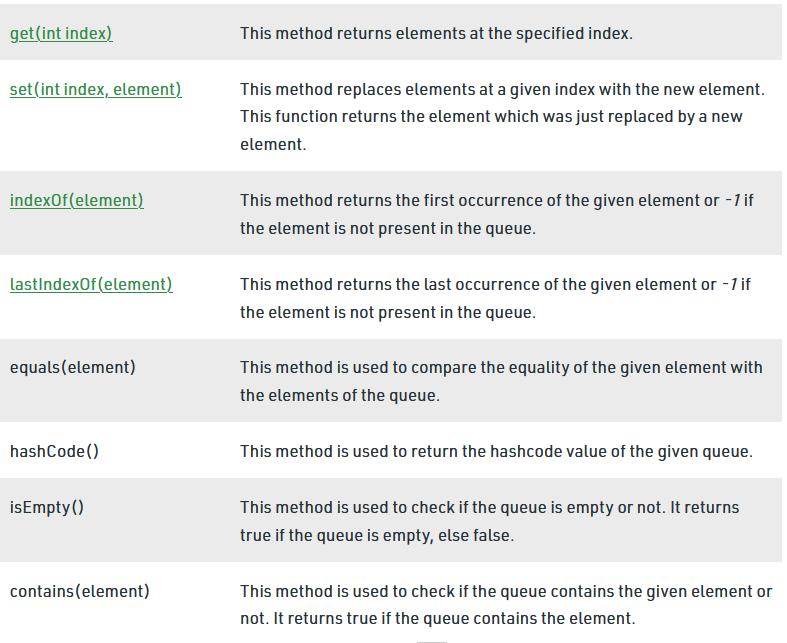 get(int index)
This method returns elements at the specified index.
set(int index, element)
This method replaces elements at a given index with the new element.
This function returns the element which was just replaced by a new
element.
indexOf(element)
This method returns the first occurrence of the given element or -1 if
the element is not present in the queue.
lastIndexOf(element)
This method returns the last occurrence of the given element or -1 if
the element is not present in the queue.
equals(element)
This method is used to compare the equality of the given element with
the elements of the queue.
hashCode()
This method is used to return the hashcode value of the given queue.
isEmpty()
This method is used to check if the queue is empty or not. It returns
true if the queue is empty, else false.
contains(element)
This method is used to check if the queue contains the given element or
not. It returns true if the queue contains the element.